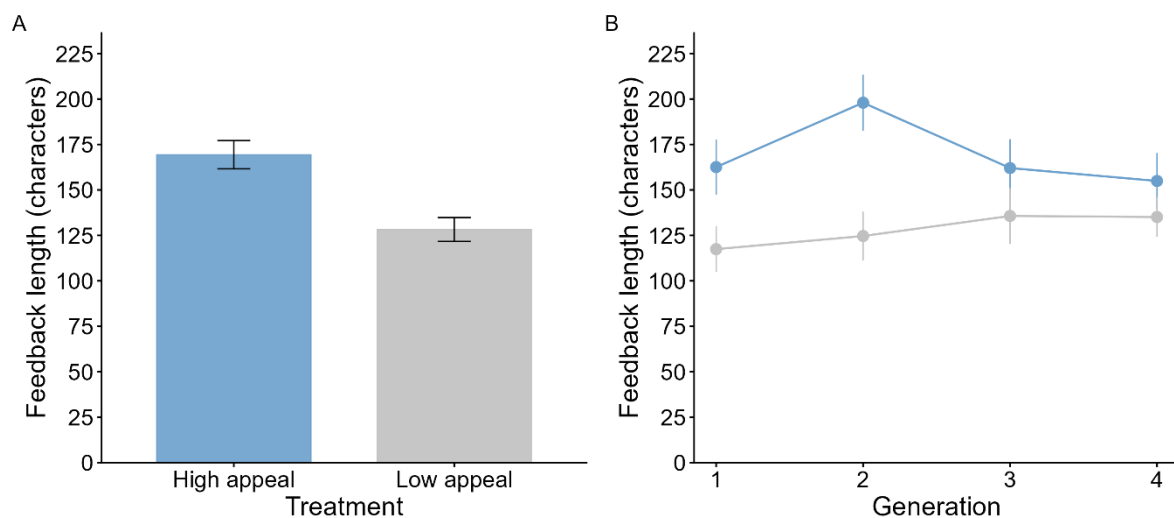 A
Feedback length (characters)
225
200
175
150
125
100
75
50
25
0
High appeal Low appeal
Treatment
B
Feedback length (characters)
225
200
175
150
125
100
75
50
25
0
1 2 3 4
Generation